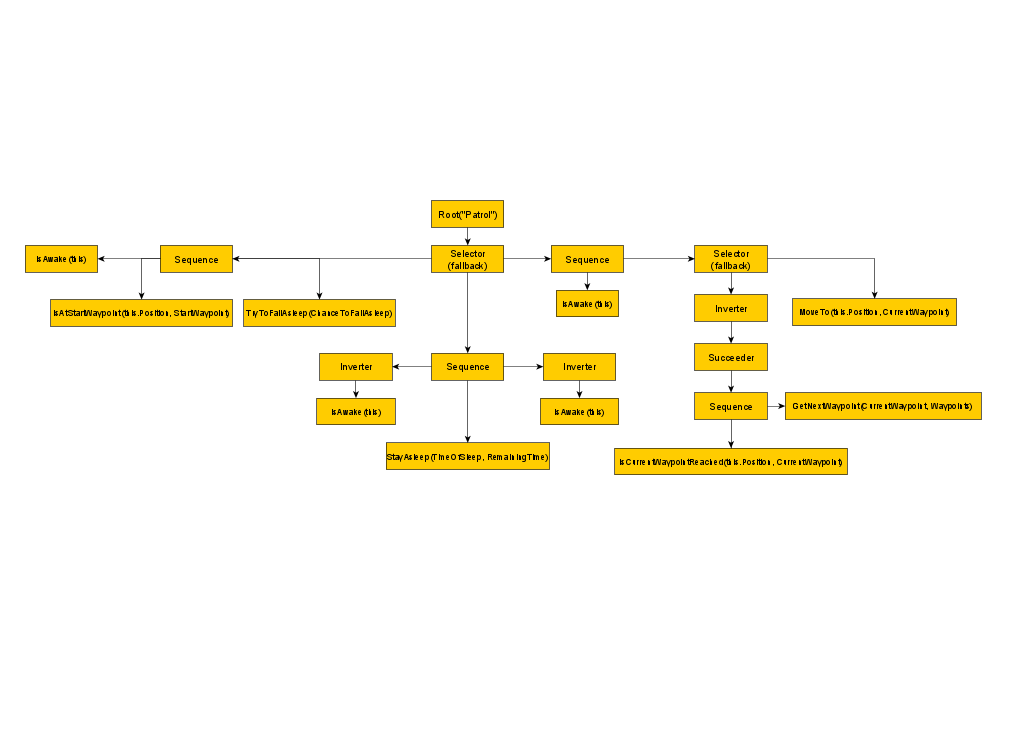 Root("Patrol")
IsAwake(this)
Sequence
Selector
(fallback)
Sequence
Selector
(fallback)
IsAtStartWaypoint(this.Position, StartWaypoint)
TryToFallAsleep(ChanceToFallAsleep)
IsAwake(this)
Inverter
MoveTo(this.Position, CurrentWaypoint)
Inverter
Sequence
Inverter
Succeeder
IsAwake(this)
IsAwake(this)
Sequence
GetNextWaypoint(CurrentWaypoint, Waypoints)
StayAsleep(TimeOfSleep, RemainingTime)
IsCurrentWaypointReached(this.Position, CurrentWaypoint)